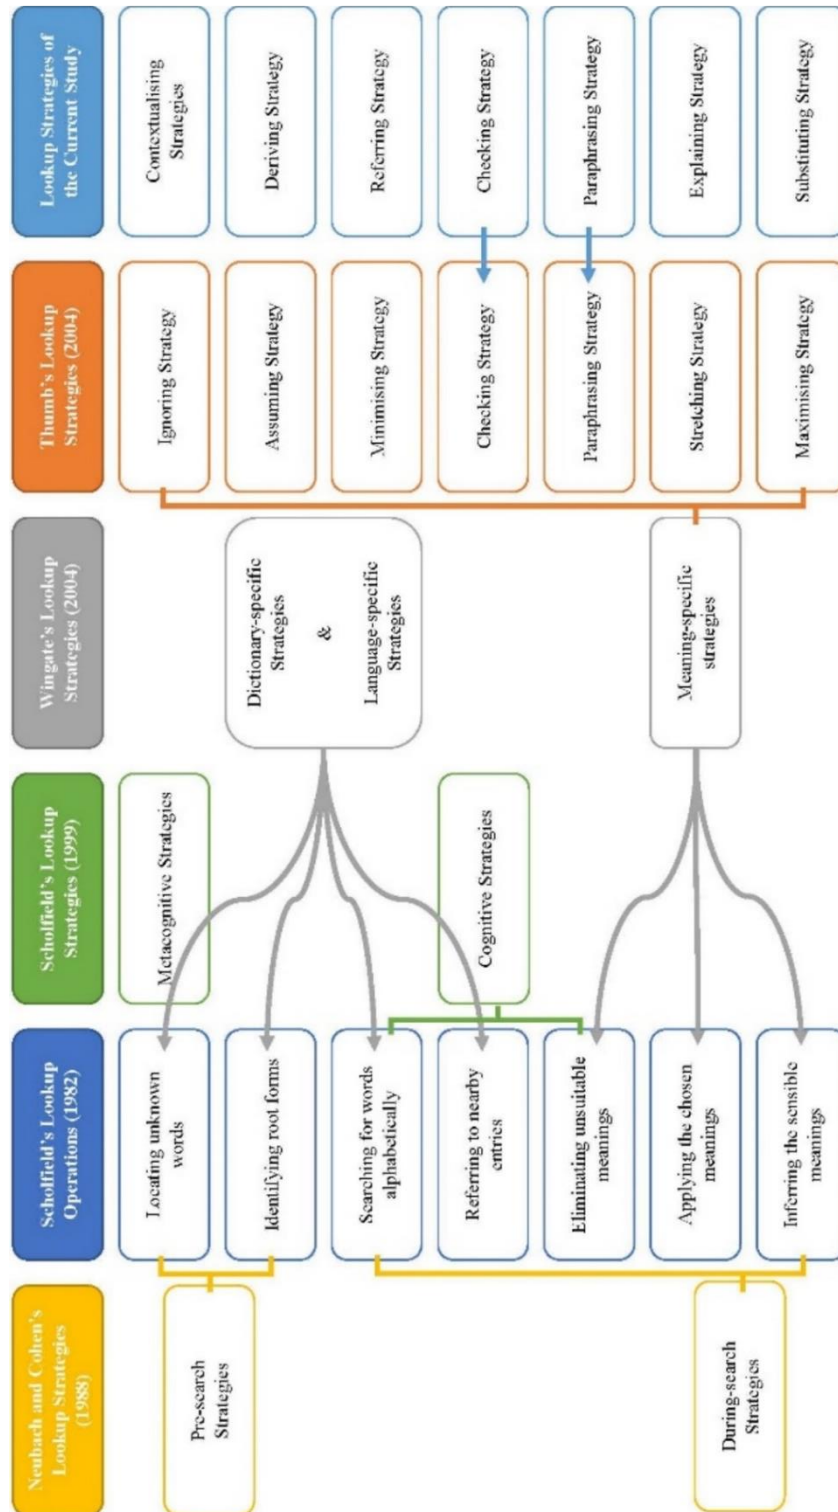 Neubach and Cohen's
Lookup Strategies
(1988)
Pre-search
Strategies
During-search
Strategies
Scholfield's Lookup
Operations (1982)
Locating unknown
words
Identifying root forms
Searching for words
alphabetically
Referring to nearby
entries
Eliminating unsuitable
meanings
Applying the chosen
meanings
Inferring the sensible
meanings
Scholfield's Lookup
Strategies (1999)
Metacognitive Strategies
Cognitive Strategies
Wingate's Lookup
Strategies (2004)
Dictionary-specific
Strategies
&
Language-specific
Strategies
Meaning-specific
strategies
Thumb's Lookup
Strategies (2004)
Ignoring Strategy
Assuming Strategy
Minimising Strategy
Checking Strategy
Paraphrasing Strategy
Stretching Strategy
Maximising Strategy
Lookup Strategies of
the Current Study
Contextualising
Strategies
Deriving Strategy
Referring Strategy
Checking Strategy
Paraphrasing Strategy
Explaining Strategy
Substituting Strategy